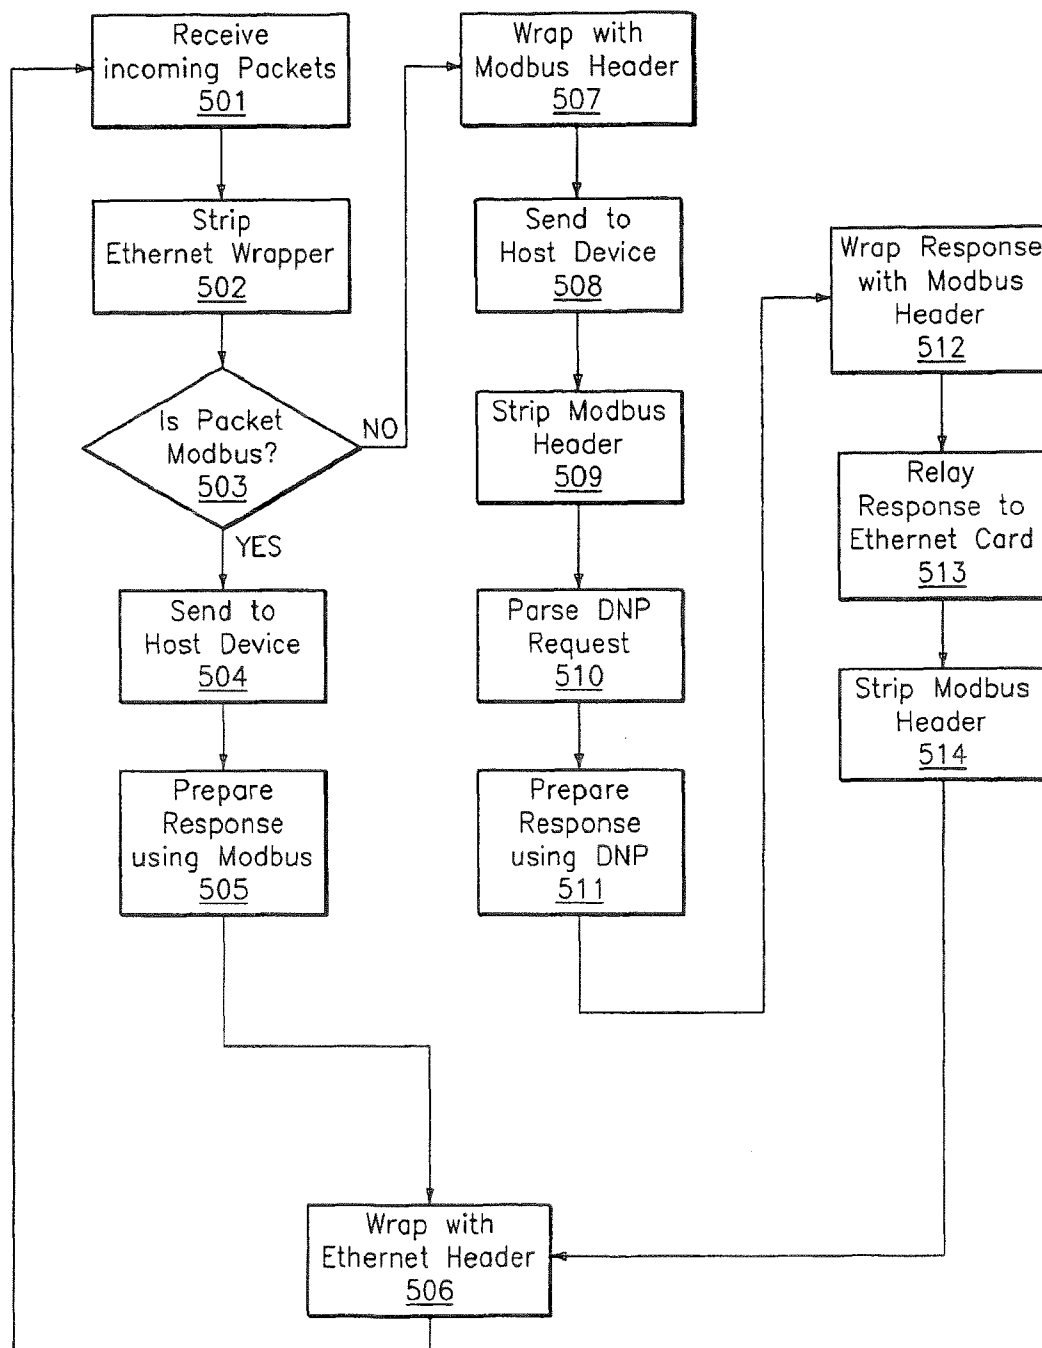 Receive
incoming Packets
501
Strip
Ethernet Wrapper
502
Is Packet
Modbus?
503
NO
YES
Send to
Host Device
504
Prepare
Response
using Modbus
505
Wrap with
Ethernet Header
506
Wrap with
Modbus Header
507
Send to
Host Device
508
Strip Modbus
Header
509
Parse DNP
Request
510
Prepare
Response
using DNP
511
Wrap Response
with Modbus
Header
512
Relay
Response to
Ethernet Card
513
Strip Modbus
Header
514